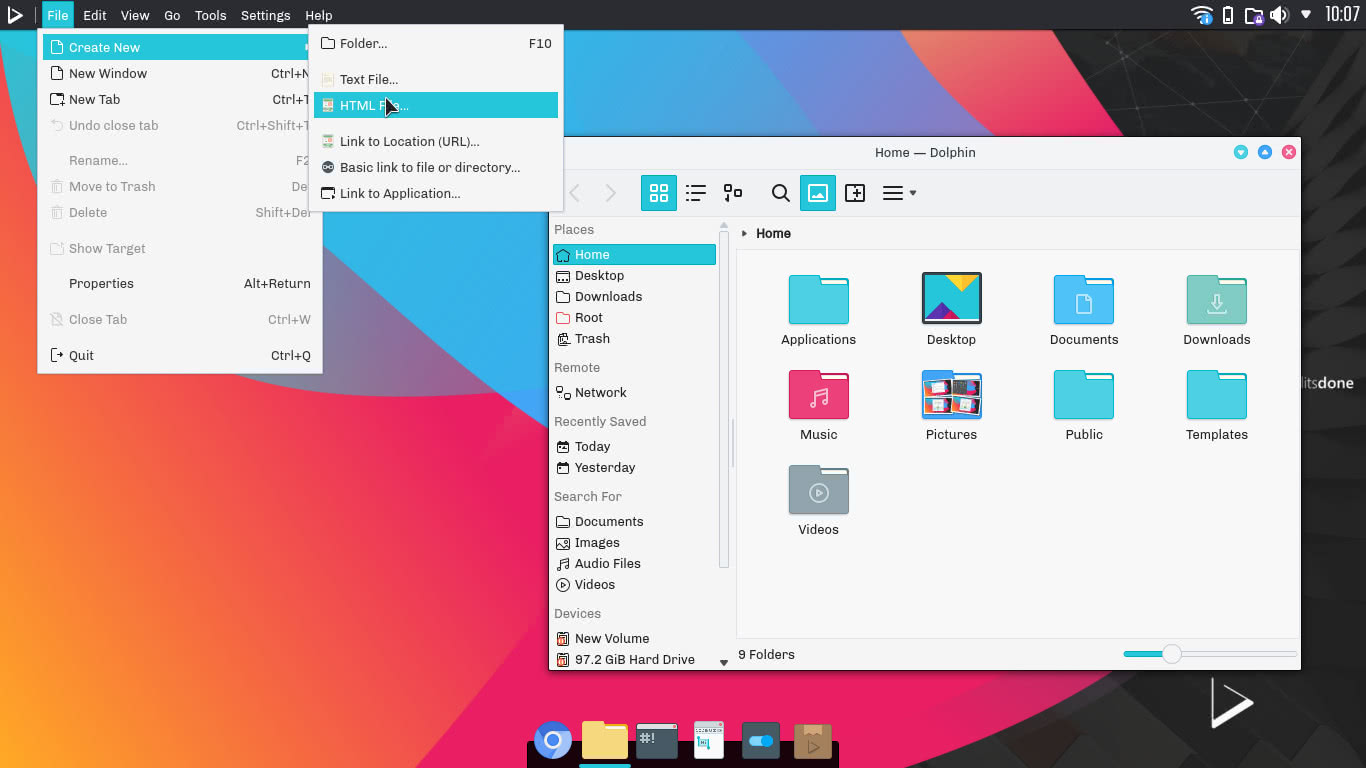 File Edit View Go Tools Settings Help
10:07
Create New
New Window Ctrl+N
New Tab Ctrl+T
Undo close tab Ctrl+Shift+T
Rename... F2
Move to Trash Del
Delete Shift+Del
Show Target
Properties Alt+Return
Close Tab Ctrl+W
Quit Ctrl+Q
Folder... F10
Text File...
HTML File...
Link to Location (URL)...
Basic link to file or directory...
Link to Application...
Home — Dolphin
Places
Home
Desktop
Downloads
Root
Trash
Remote
Network
Recently Saved
Today
Yesterday
Search For
Documents
Images
Audio Files
Videos
Devices
New Volume
97.2 GiB Hard Drive
Home
Applications Desktop Documents Downloads
Music Pictures Public Templates
Videos
9 Folders
litsdone
#!